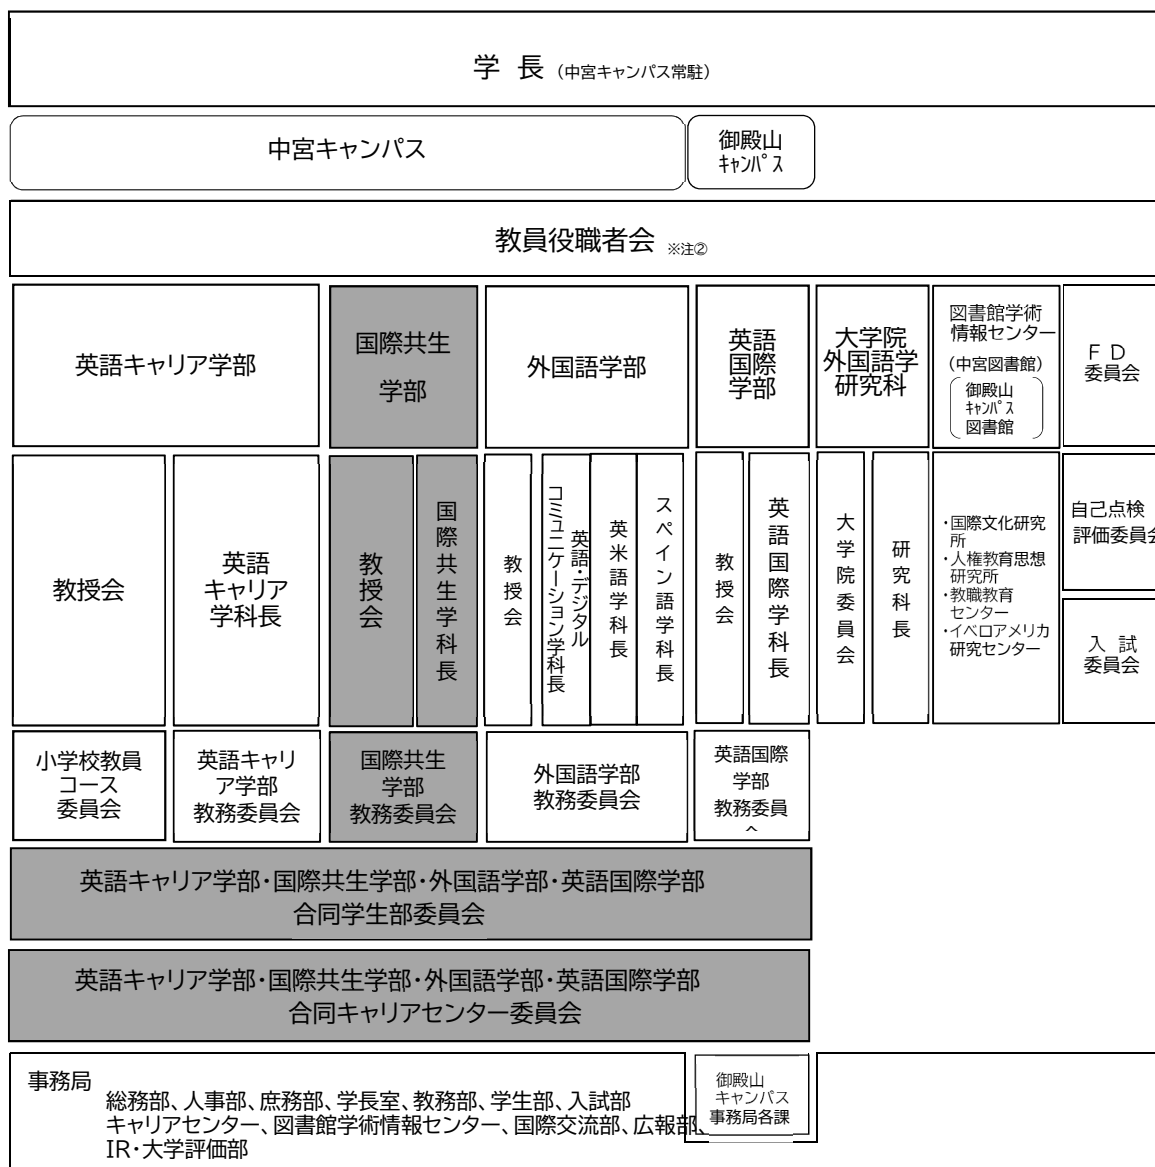 学 長 (中宮キャンパス常駐)
中宮キャンパス
御殿山
ｷｬﾝﾊﾟｽ
教員役職者会 ※注②
英語キャリア学部
国際共生
学部
外国語学部
英語
国際
学部
大学院
外国語学
研究科
図書館学術
情報センター
(中宮図書館)
御殿山
ｷｬﾝﾊﾟｽ
図書館
ＦＤ
委員会
教授会
英語
キャリア
学科長
教授会
国際共生学科長
教授会
英語・デジタル
コミュニケーション学科長
英米語学科長
スペイン語学科長
教授会
英語国際学科長
大学院委員会
研究科長
・国際文化研究
所
・人権教育思想
研究所
・教職教育
センター
・イベロアメリカ
研究センター
自己点検
評価委員会
入 試
委員会
小学校教員
コース
委員会
英語キャリ
ア学部
教務委員会
国際共生
学部
教務委員会
外国語学部
教務委員会
英語国際
学部
教務委員
英語キャリア学部・国際共生学部・外国語学部・英語国際学部
合同学生部委員会
英語キャリア学部・国際共生学部・外国語学部・英語国際学部
合同キャリアセンター委員会
事務局
総務部、人事部、庶務部、学長室、教務部、学生部、入試部
キャリアセンター、図書館学術情報センター、国際交流部、広報部、
IR・大学評価部
御殿山
キャンパス
事務局各課